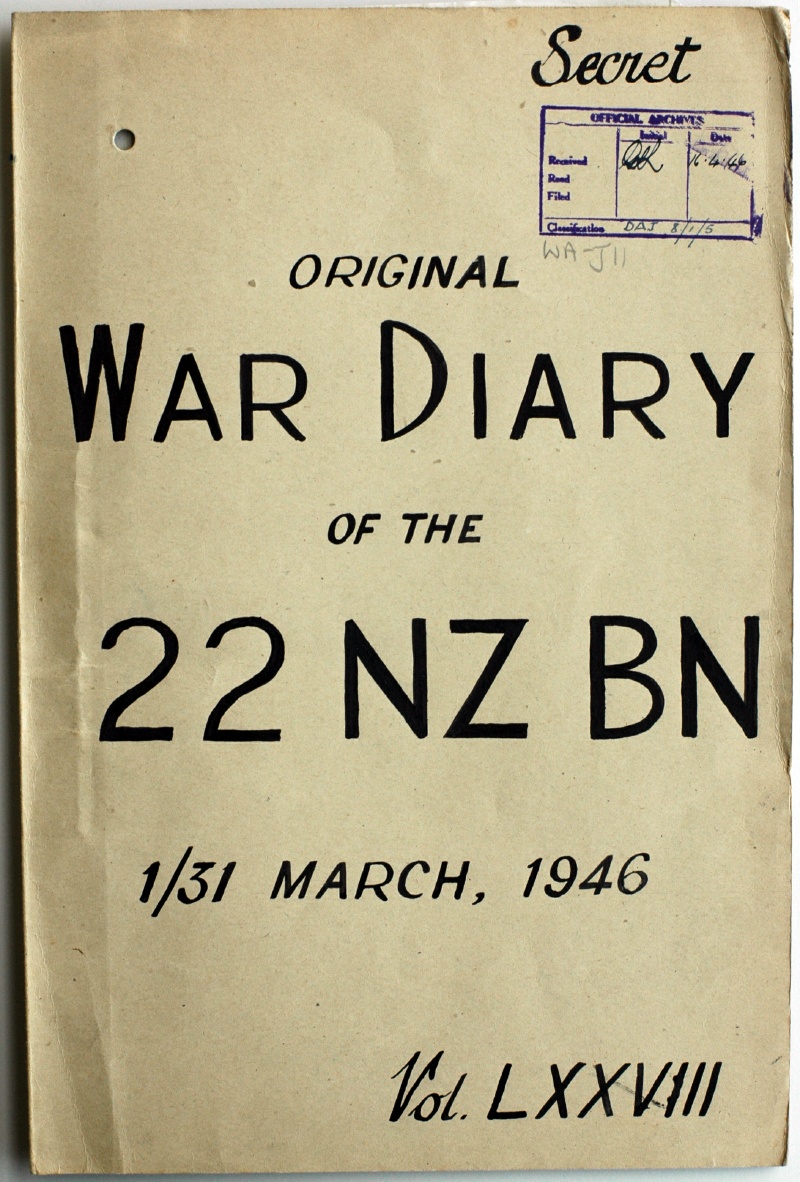 Secret
OFFICIAL ARCHIVES
Initial Date
Received 16.4.46
Read
Filed
Classification DAJ 8/1/5
WA-J11
ORIGINAL
WAR DIARY
OF THE
22 NZ BN
1/31 MARCH, 1946
Vol. LXXVIII